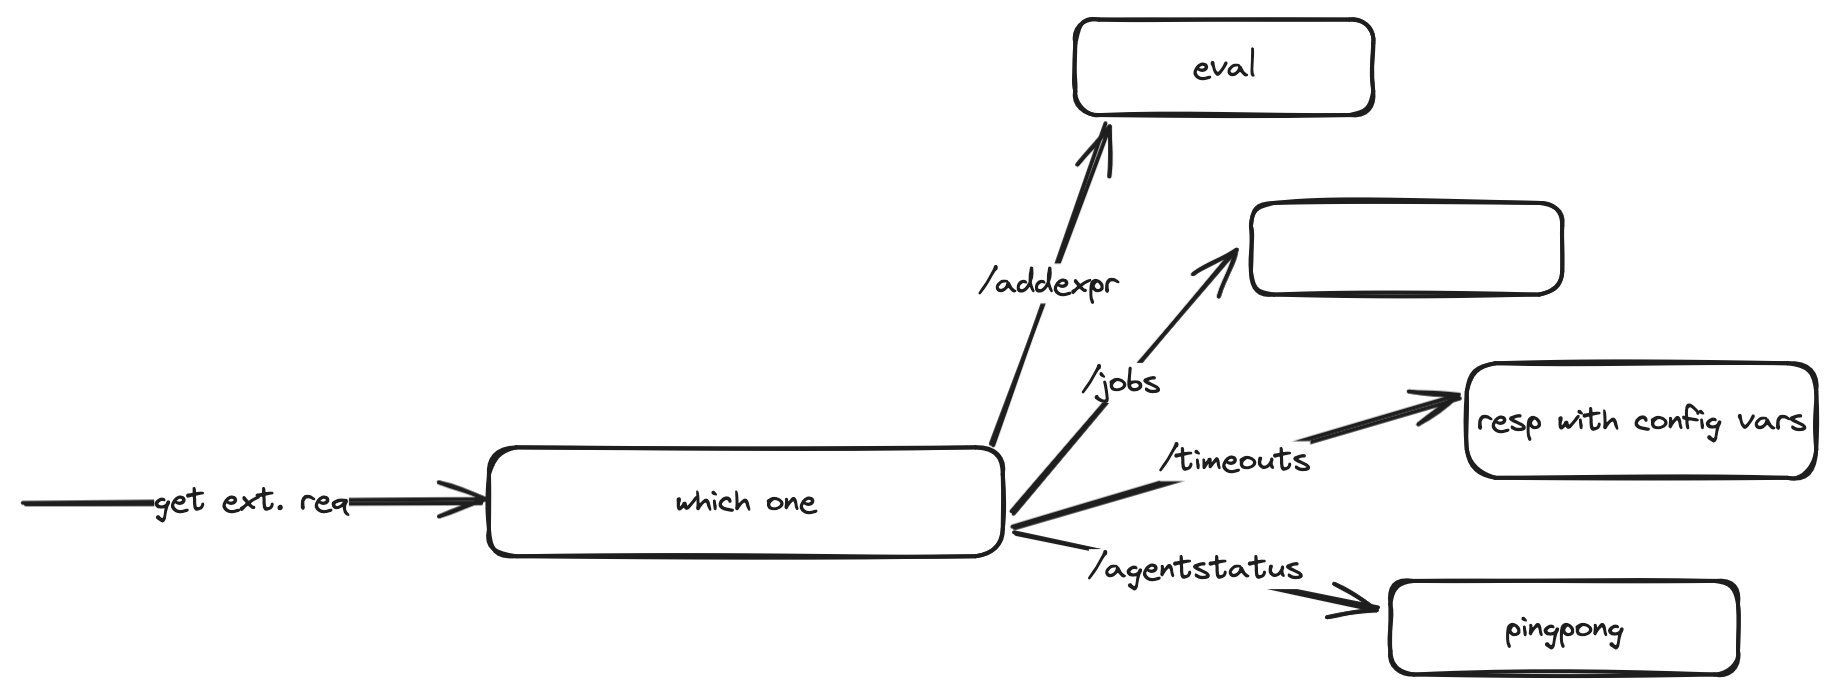 eval
/addexpr
/jobs
resp with config vars
/timeouts
get ext. req
which one
/agentstatus
pingpong